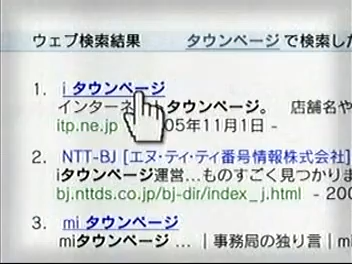 ウェブ検索結果 タウンページ で検索した
1. i タウンページ
インターネ タウンページ。 店舗名や
itp.ne.jp 05年11月1日 -
2. NTT-BJ [エヌ・ティ・ティ番号情報株式会社]
iタウンページ運営...ものすごく見つかりま
bj.nttds.co.jp/bj-dir/index_j.html - 200
3. mi タウンページ
miタウンページ ... | 事務局の独り言 | mi